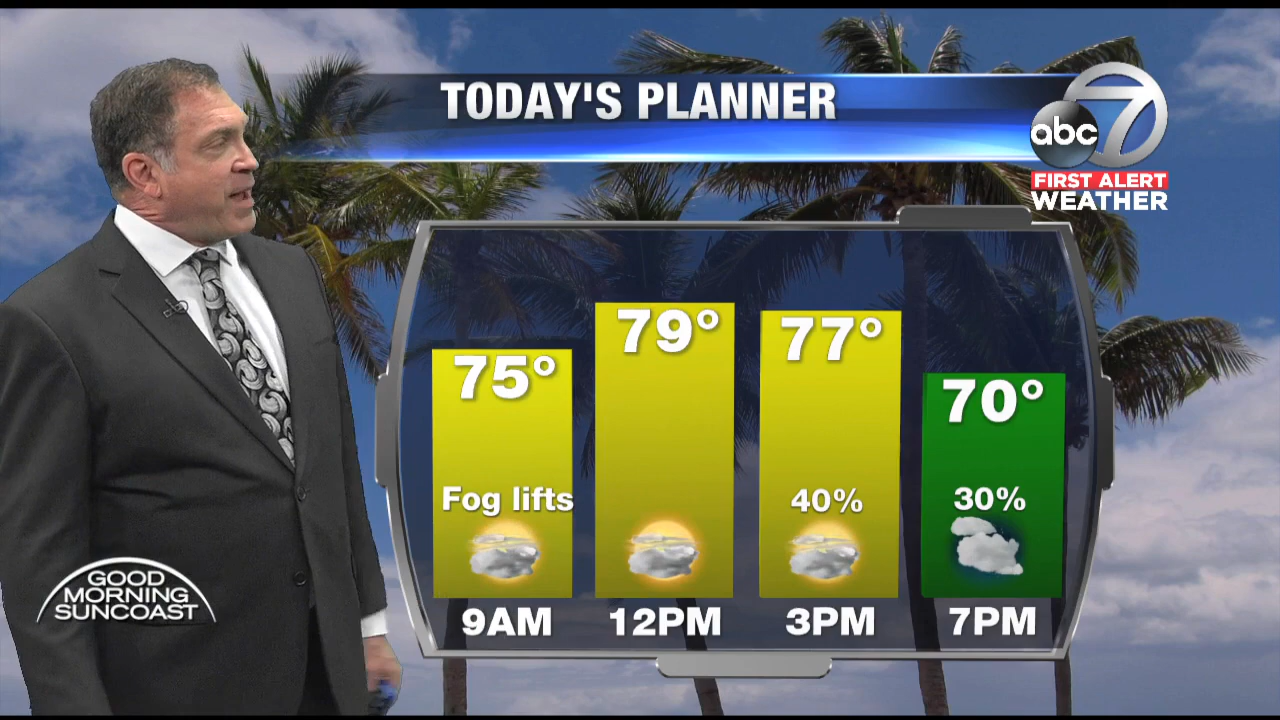 TODAY'S PLANNER
abc 7
FIRST ALERT
WEATHER
75° 79° 77° 70°
Fog lifts 40% 30%
9AM 12PM 3PM 7PM
GOOD
MORNING
SUNCOAST